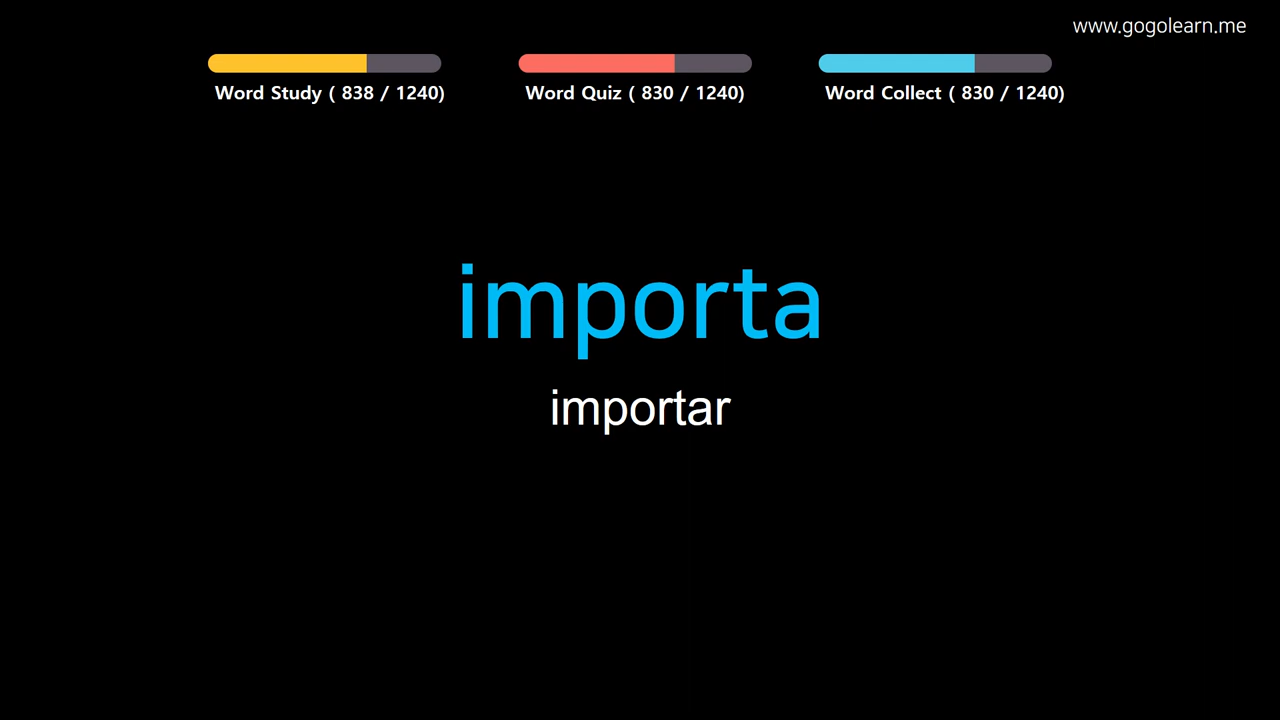 www.gogolearn.me
Word Study ( 838 / 1240)
Word Quiz ( 830 / 1240)
Word Collect ( 830 / 1240)
importa
importar